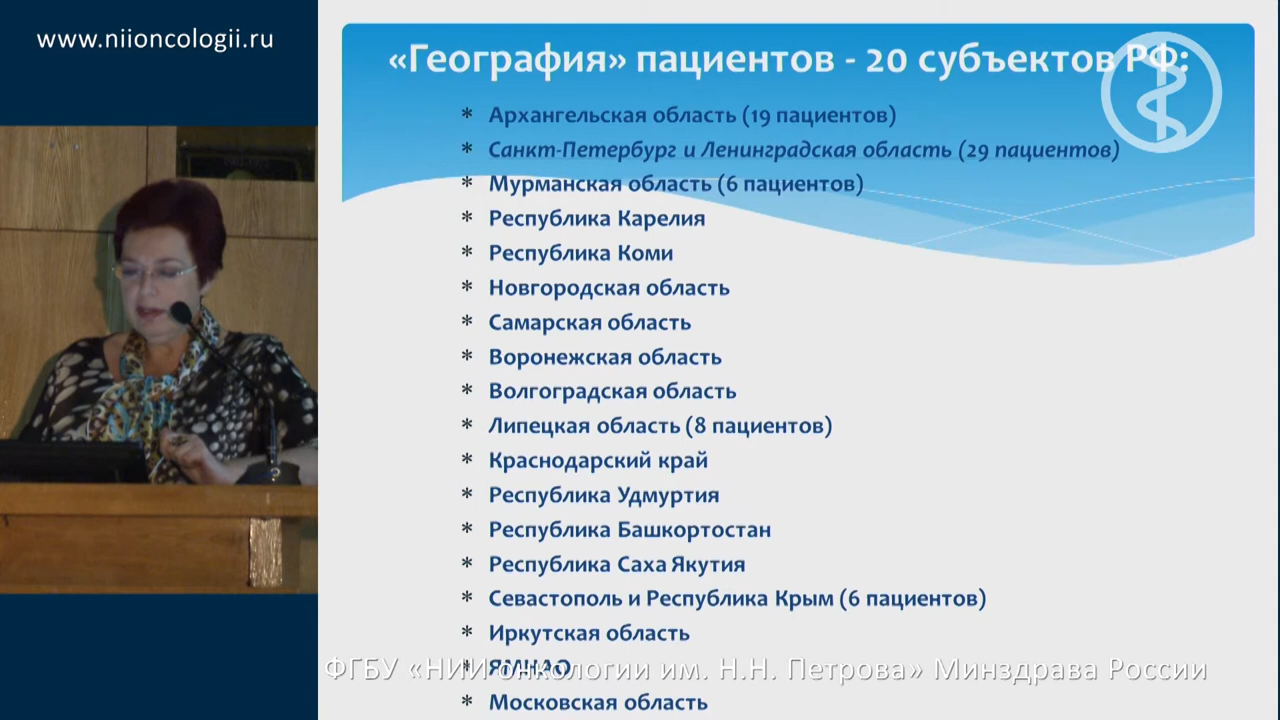 www.niioncologii.ru
«География» пациентов - 20 субъектов РФ:
* Архангельская область (19 пациентов)
* Санкт-Петербург и Ленинградская область (29 пациентов)
* Мурманская область (6 пациентов)
* Республика Карелия
* Республика Коми
* Новгородская область
* Самарская область
* Воронежская область
* Волгоградская область
* Липецкая область (8 пациентов)
* Краснодарский край
* Республика Удмуртия
* Республика Башкортостан
* Республика Саха Якутия
* Севастополь и Республика Крым (6 пациентов)
* Иркутская область
* ЯМНАО
ФГБУ «НИИ онкологии им. Н.Н. Петрова» Минздрава России
* Московская область